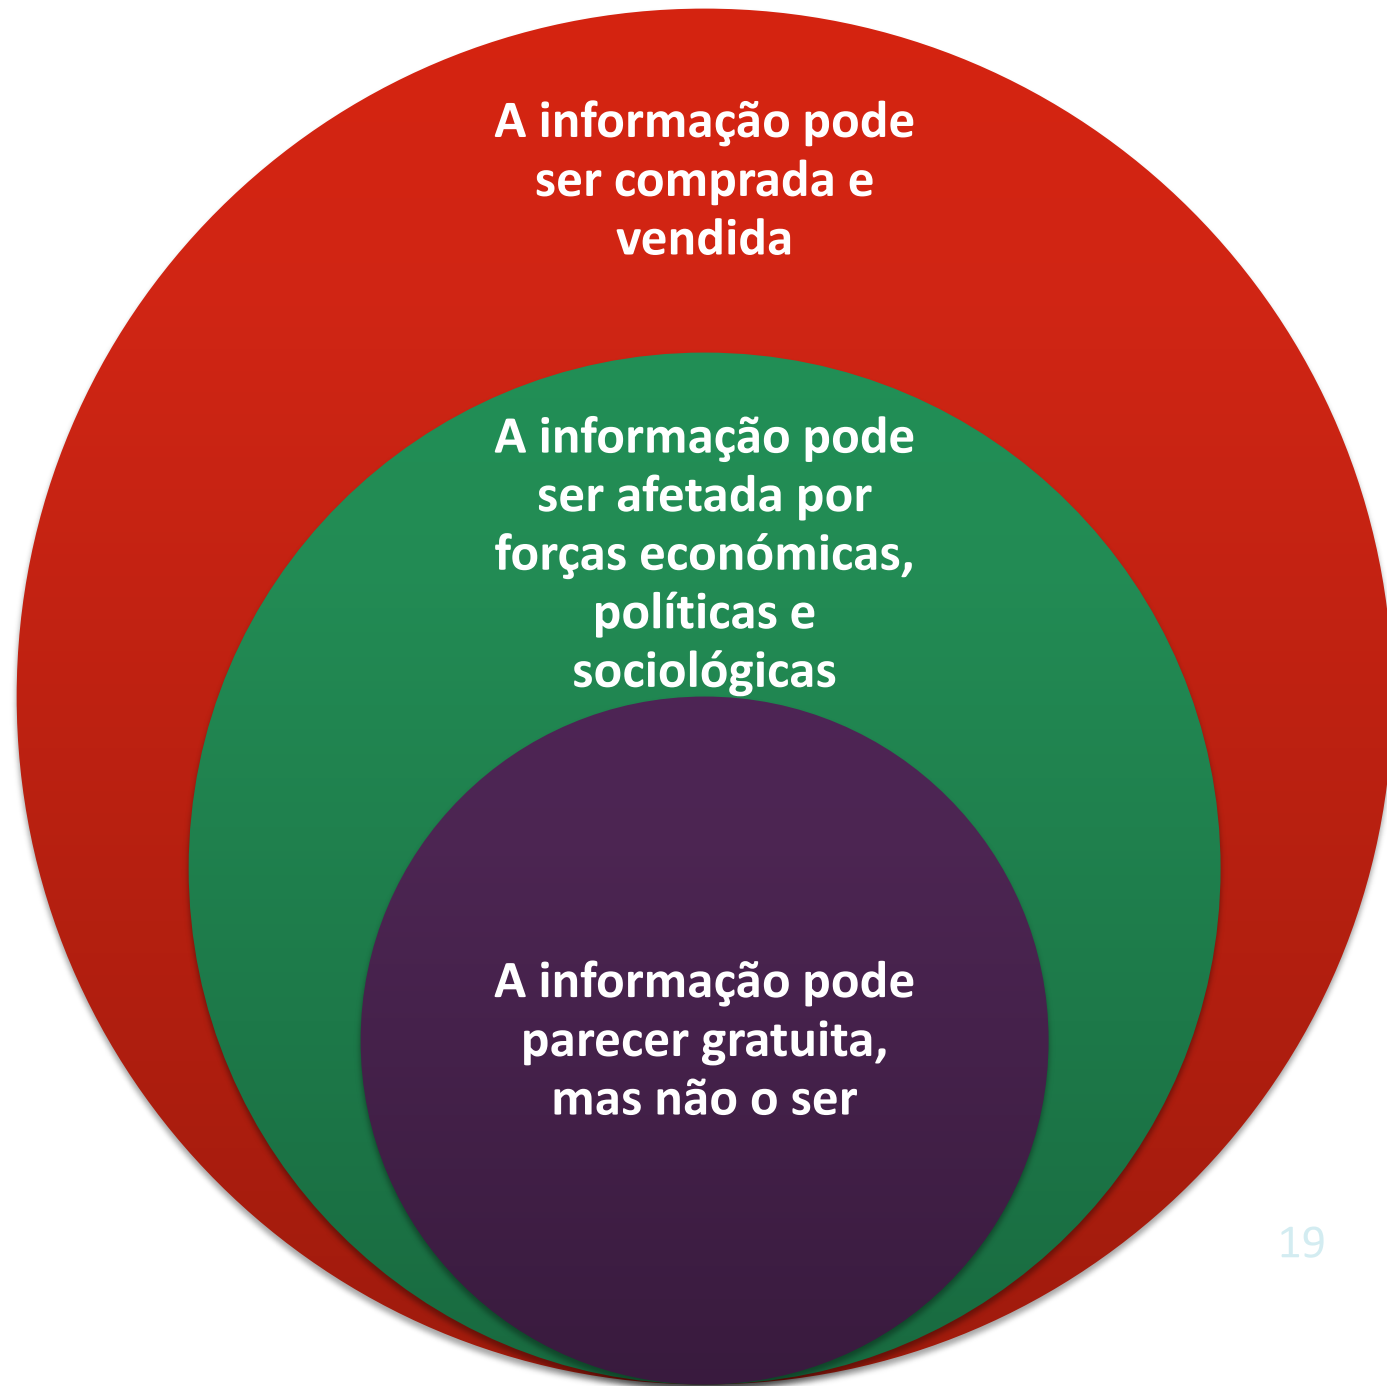 A informação pode
ser comprada e
vendida
A informação pode
ser afetada por
forças económicas,
políticas e
sociológicas
A informação pode
parecer gratuita,
mas não o ser
19